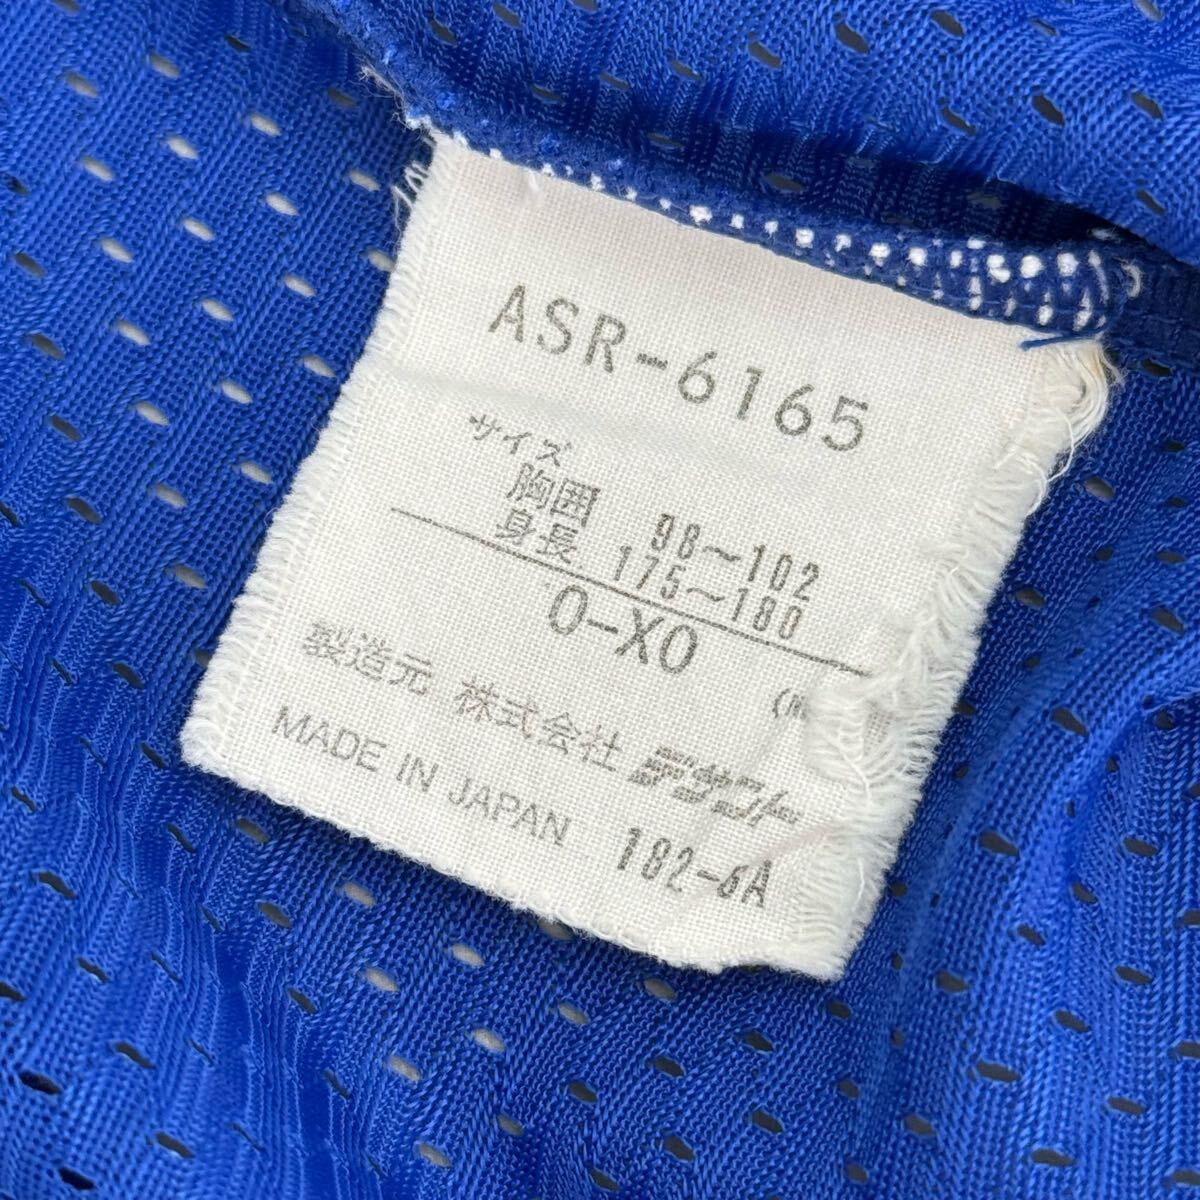 ASR-6165
サイズ
胸囲 98〜102
身長 175〜180
O-XO
製造元 株式会社 デサント
MADE IN JAPAN 182-6A